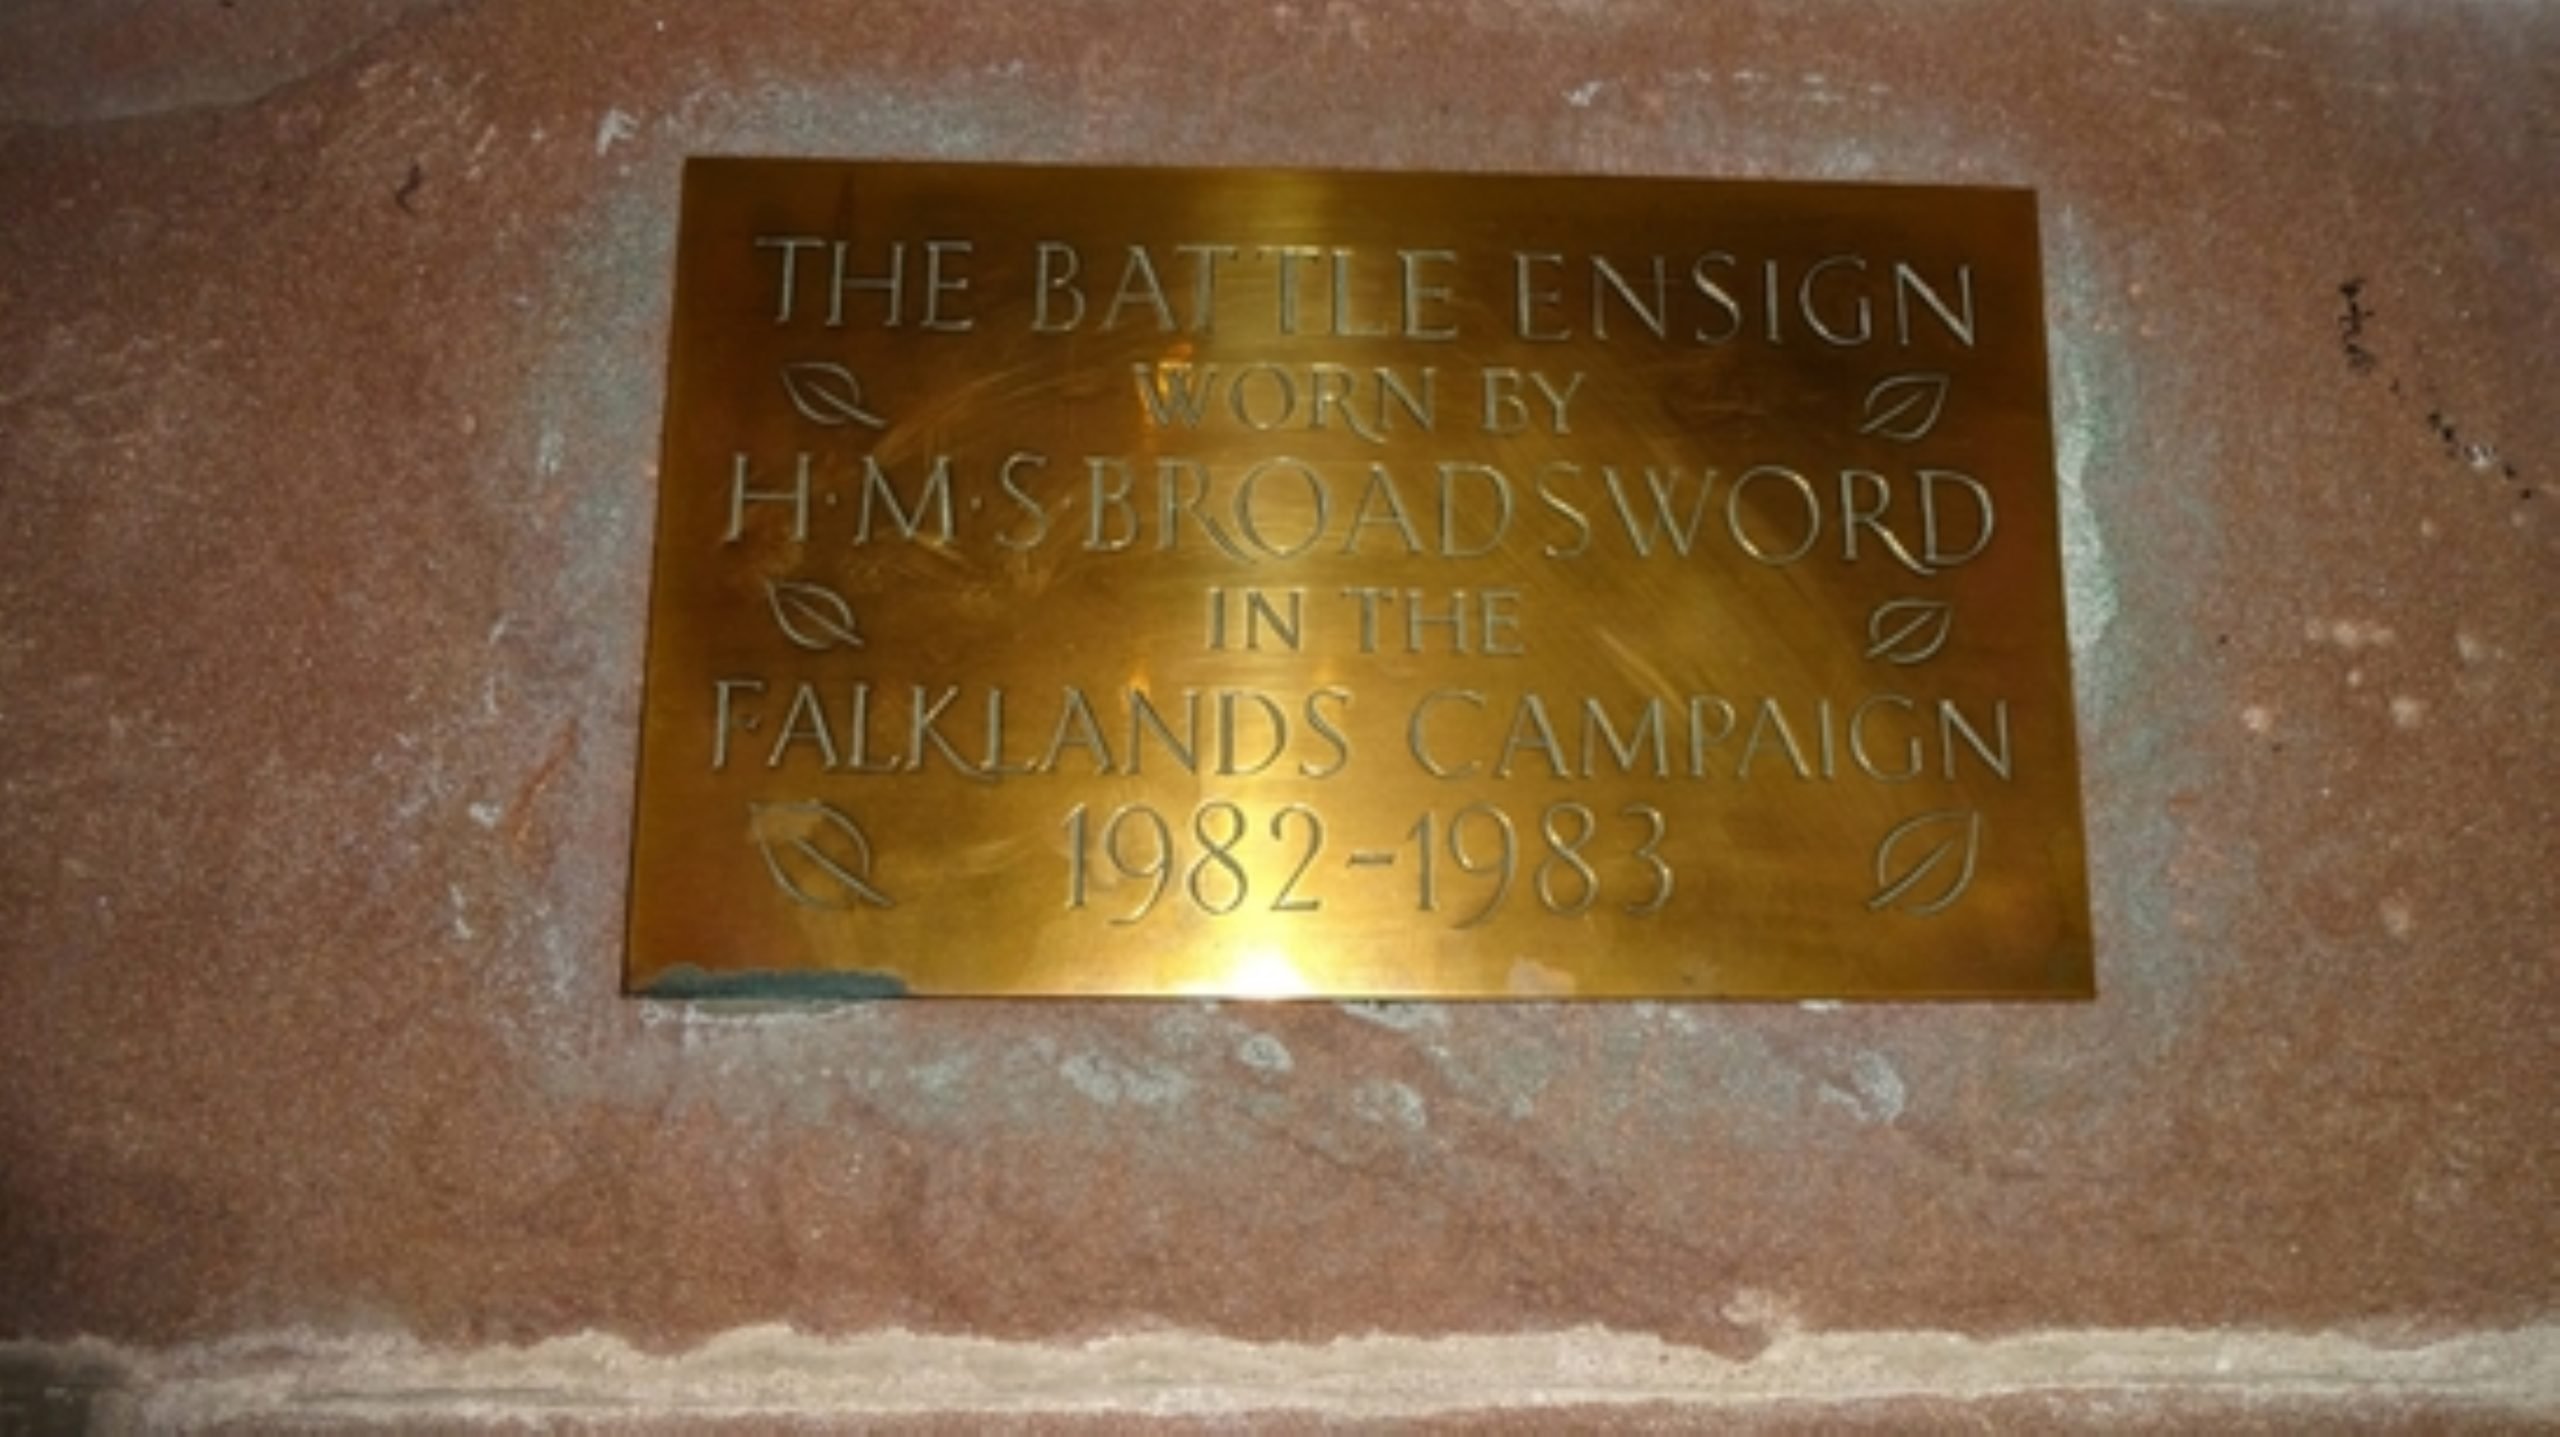 THE BATTLE ENSIGN
WORN BY
H·M·S·BROADSWORD
IN THE
FALKLANDS CAMPAIGN
1982-1983